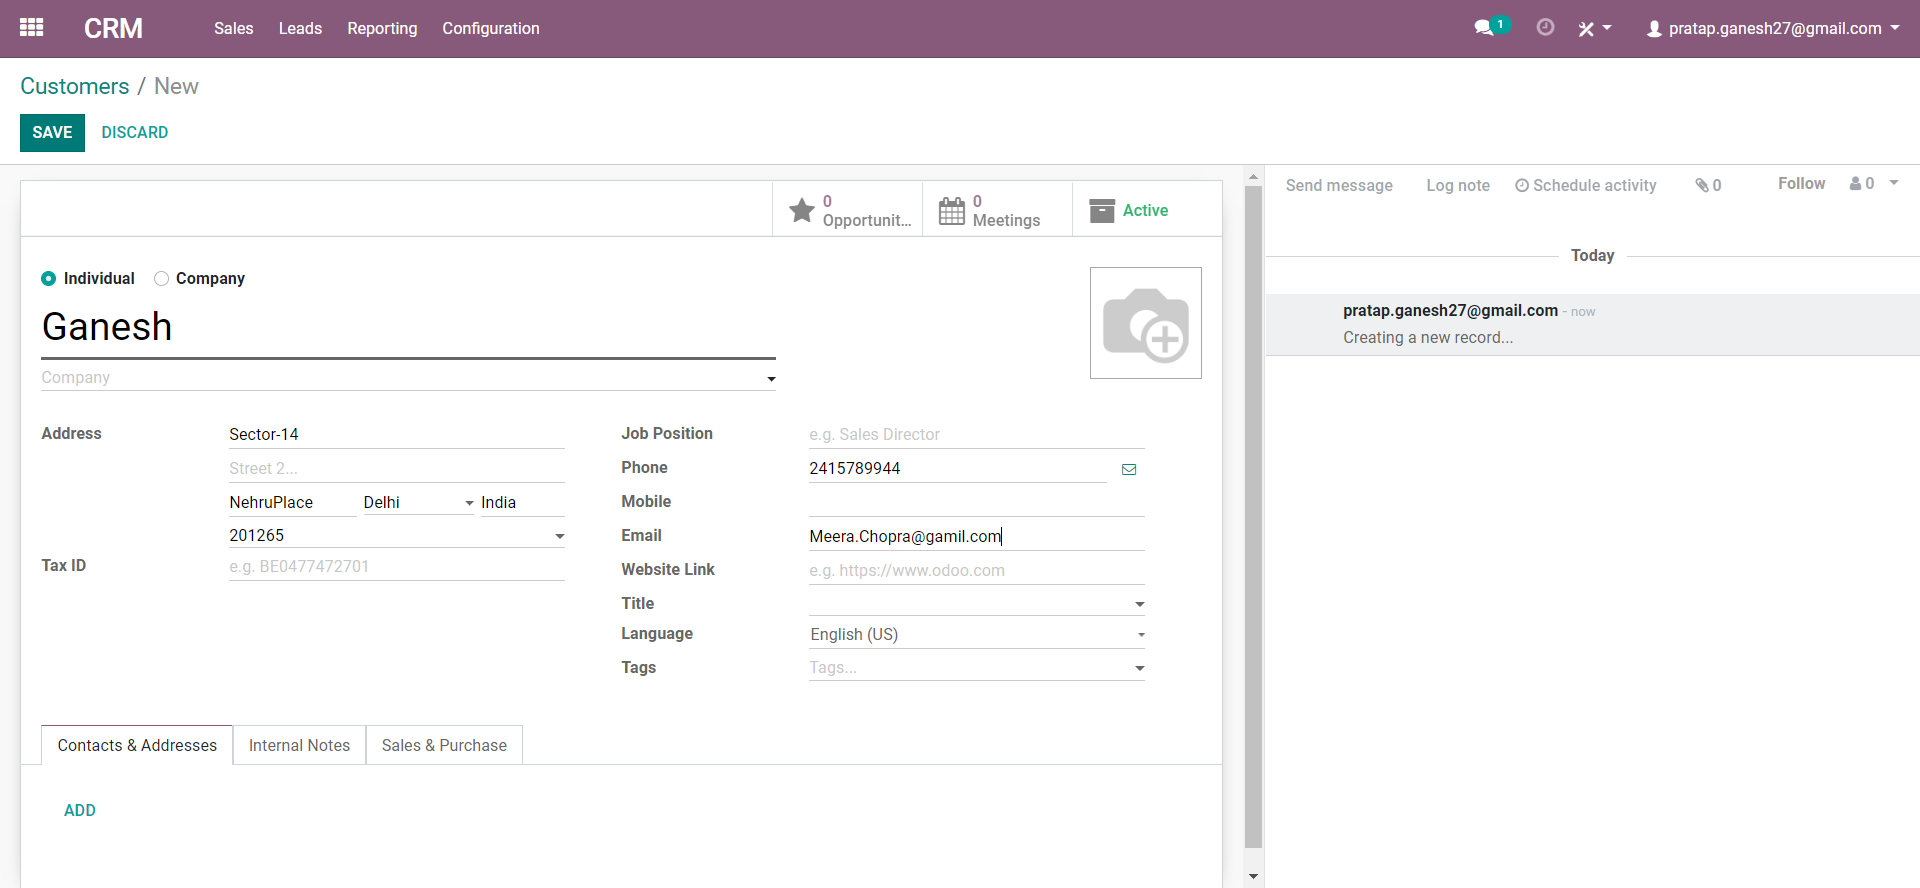 CRM Sales Leads Reporting Configuration 1 pratap.ganesh27@gmail.com
Customers / New
SAVE DISCARD
0 Opportunit...
0 Meetings
Active
Individual Company
Ganesh
Company
Address Sector-14
Street 2...
NehruPlace Delhi India
201265
Tax ID e.g. BE0477472701
Job Position e.g. Sales Director
Phone 2415789944
Mobile
Email Meera.Chopra@gamil.com
Website Link e.g. https://www.odoo.com
Title
Language English (US)
Tags Tags...
Contacts & Addresses Internal Notes Sales & Purchase
ADD
Send message Log note Schedule activity 0 Follow 0
Today
pratap.ganesh27@gmail.com - now
Creating a new record...